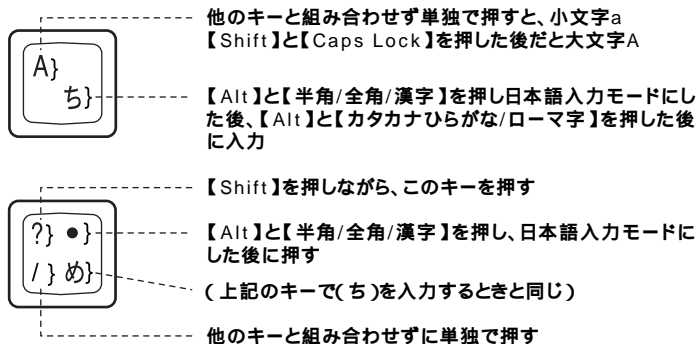 他のキーと組み合わせず単独で押すと、小文字a
【Shift】と【Caps Lock】を押した後だと大文字A
A}
ち}
【Alt】と【半角/全角/漢字】を押し日本語入力モードにし
た後、【Alt】と【カタカナひらがな/ローマ字】を押した後
に入力
【Shift】を押しながら、このキーを押す
?} ●}
/ } め}
【Alt】と【半角/全角/漢字】を押し、日本語入力モードに
した後に押す
(上記のキーで(ち)を入力するときと同じ)
他のキーと組み合わせずに単独で押す